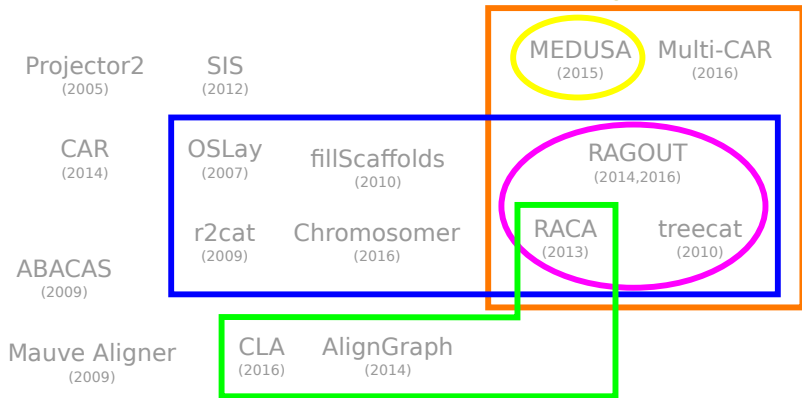 MEDUSA Multi-CAR
(2015) (2016)
Projector2 SIS
(2005) (2012)
CAR OSLay fillScaffolds RAGOUT
(2014) (2007) (2010) (2014,2016)
r2cat Chromosomer RACA treecat
(2009) (2016) (2013) (2010)
ABACAS
(2009)
Mauve Aligner CLA AlignGraph
(2009) (2016) (2014)